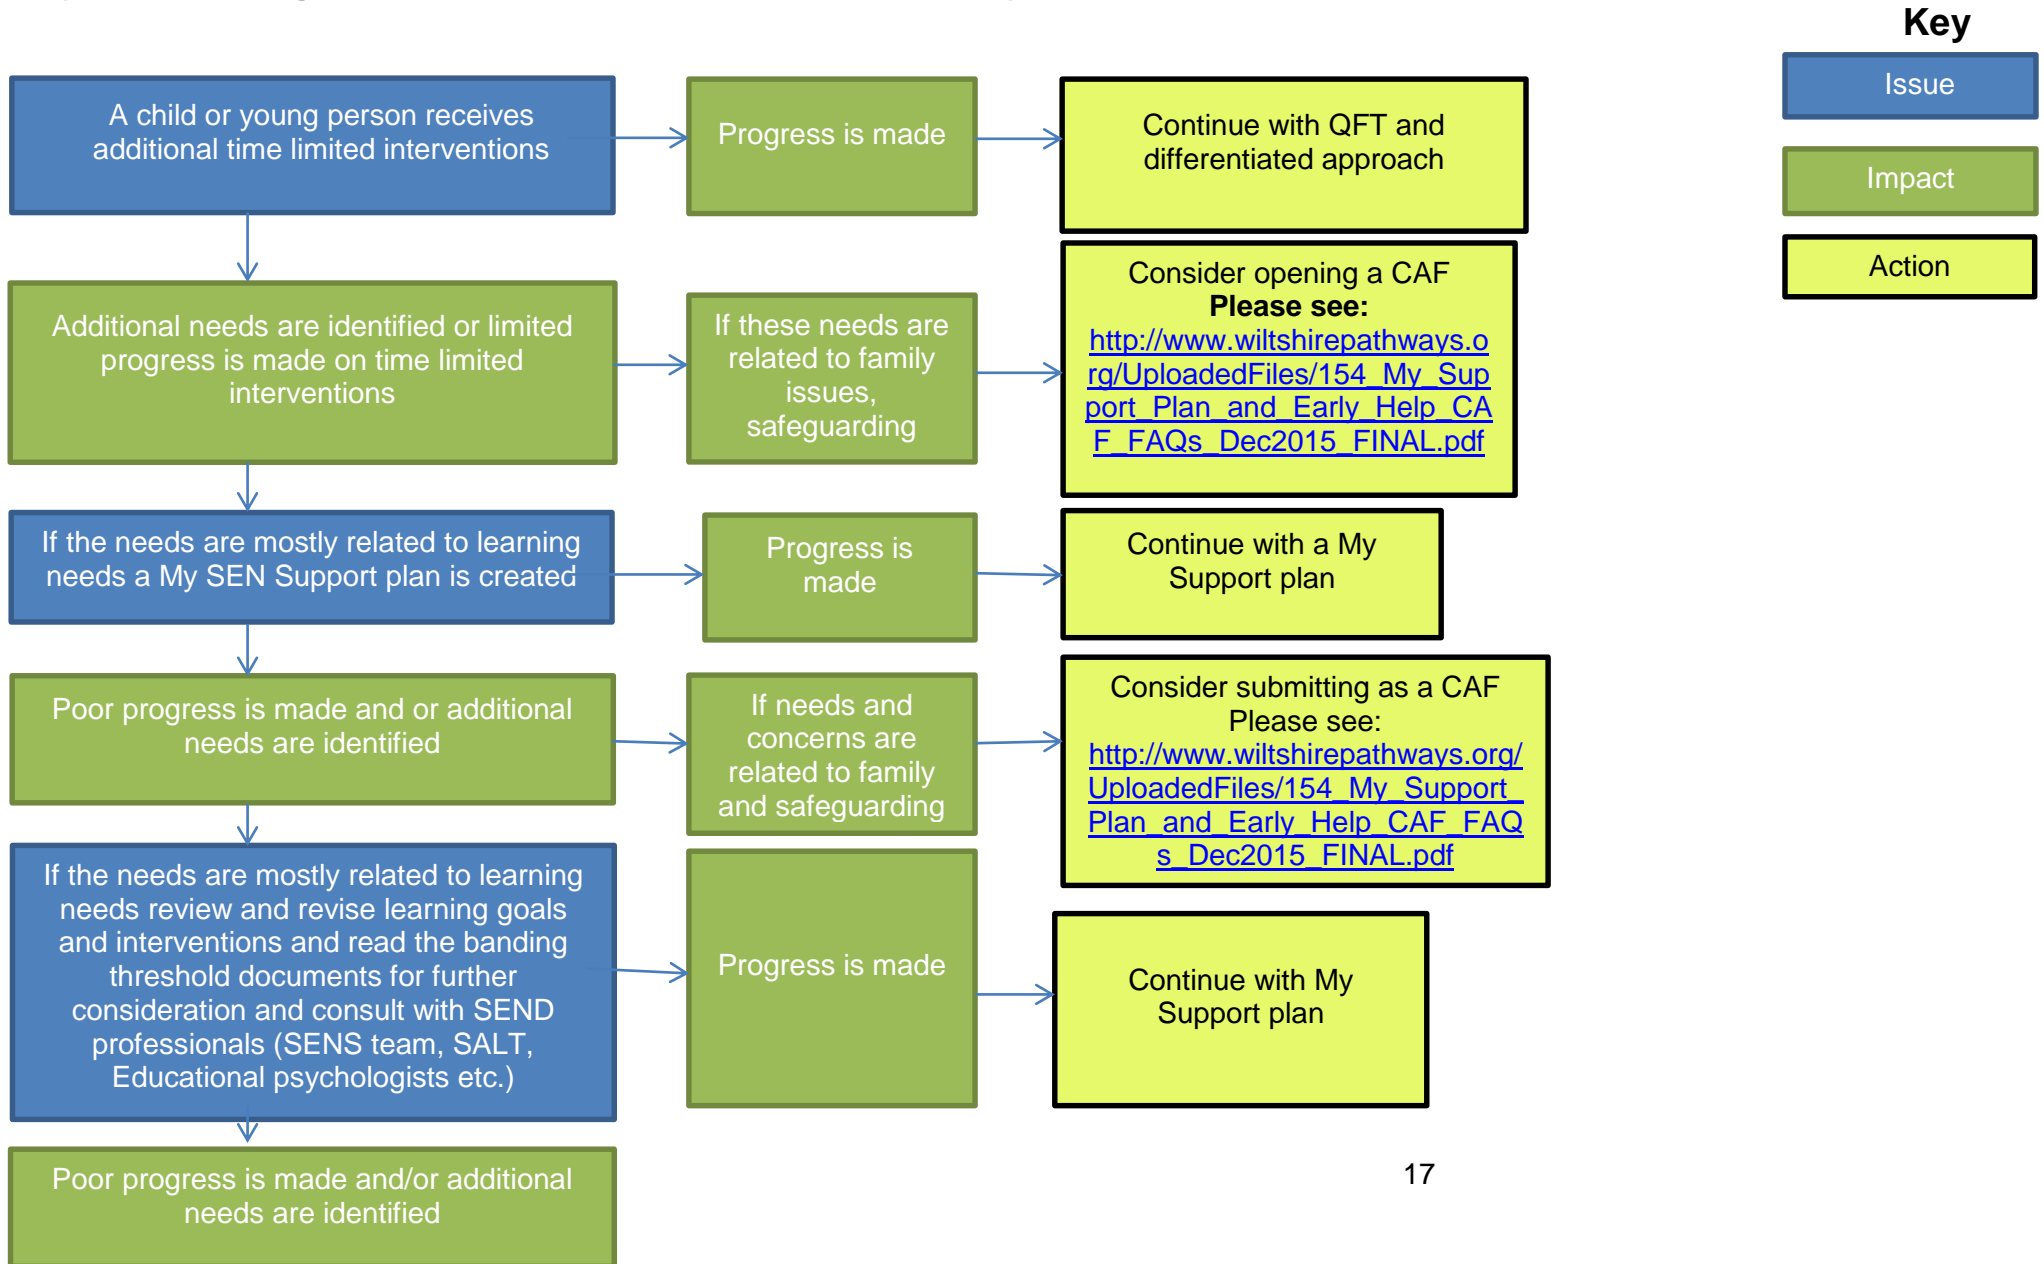 Key
Issue
Impact
Action
A child or young person receives
additional time limited interventions
Progress is made
Continue with QFT and
differentiated approach
Additional needs are identified or limited
progress is made on time limited
interventions
If these needs are
related to family
issues,
safeguarding
Consider opening a CAF
Please see:
http://www.wiltshirepathways.o
rg/UploadedFiles/154_My_Sup
port_Plan_and_Early_Help_CA
F_FAQs_Dec2015_FINAL.pdf
If the needs are mostly related to learning
needs a My SEN Support plan is created
Progress is
made
Continue with a My
Support plan
Poor progress is made and or additional
needs are identified
If needs and
concerns are
related to family
and safeguarding
Consider submitting as a CAF
Please see:
http://www.wiltshirepathways.org/
UploadedFiles/154_My_Support_
Plan_and_Early_Help_CAF_FAQ
s_Dec2015_FINAL.pdf
If the needs are mostly related to learning
needs review and revise learning goals
and interventions and read the banding
threshold documents for further
consideration and consult with SEND
professionals (SENS team, SALT,
Educational psychologists etc.)
Progress is made
Continue with My
Support plan
Poor progress is made and/or additional
needs are identified
17